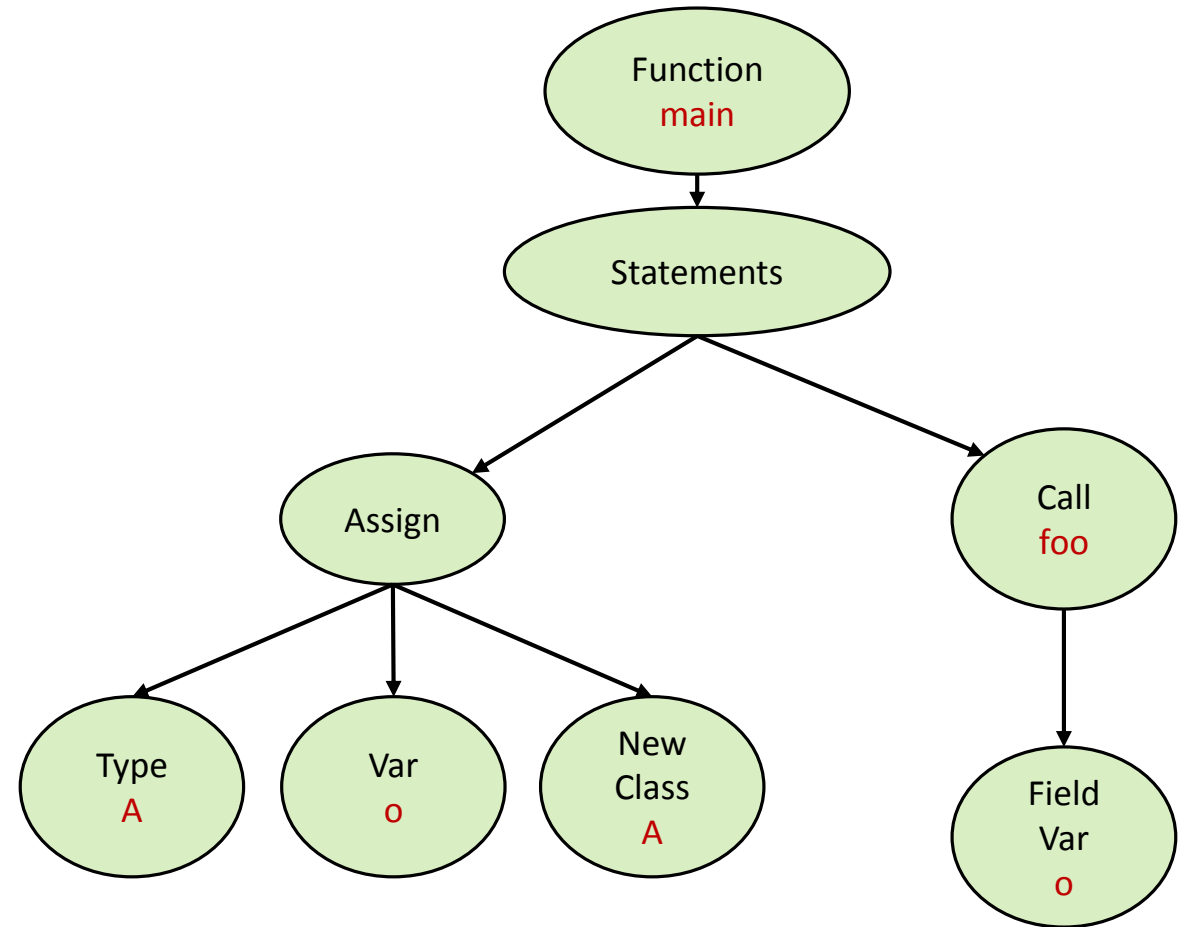 Function
main
Statements
Assign
Call
foo
Type
A
Var
o
New
Class
A
Field
Var
o